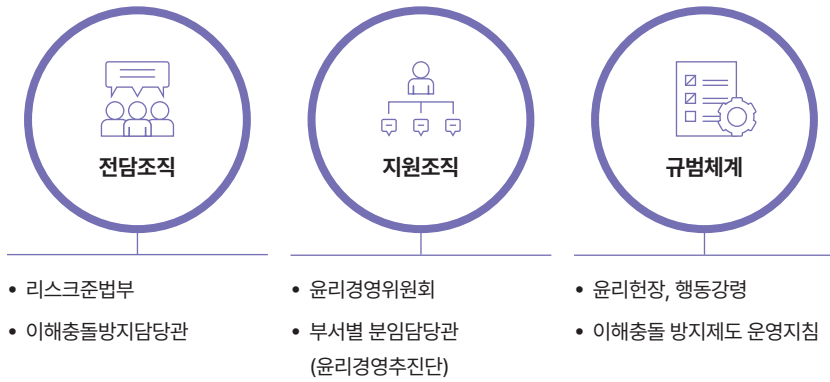 전담조직
• 리스크준법부
• 이해충돌방지담당관
지원조직
• 윤리경영위원회
• 부서별 분임담당관
(윤리경영추진단)
규범체계
• 윤리헌장, 행동강령
• 이해충돌 방지제도 운영지침